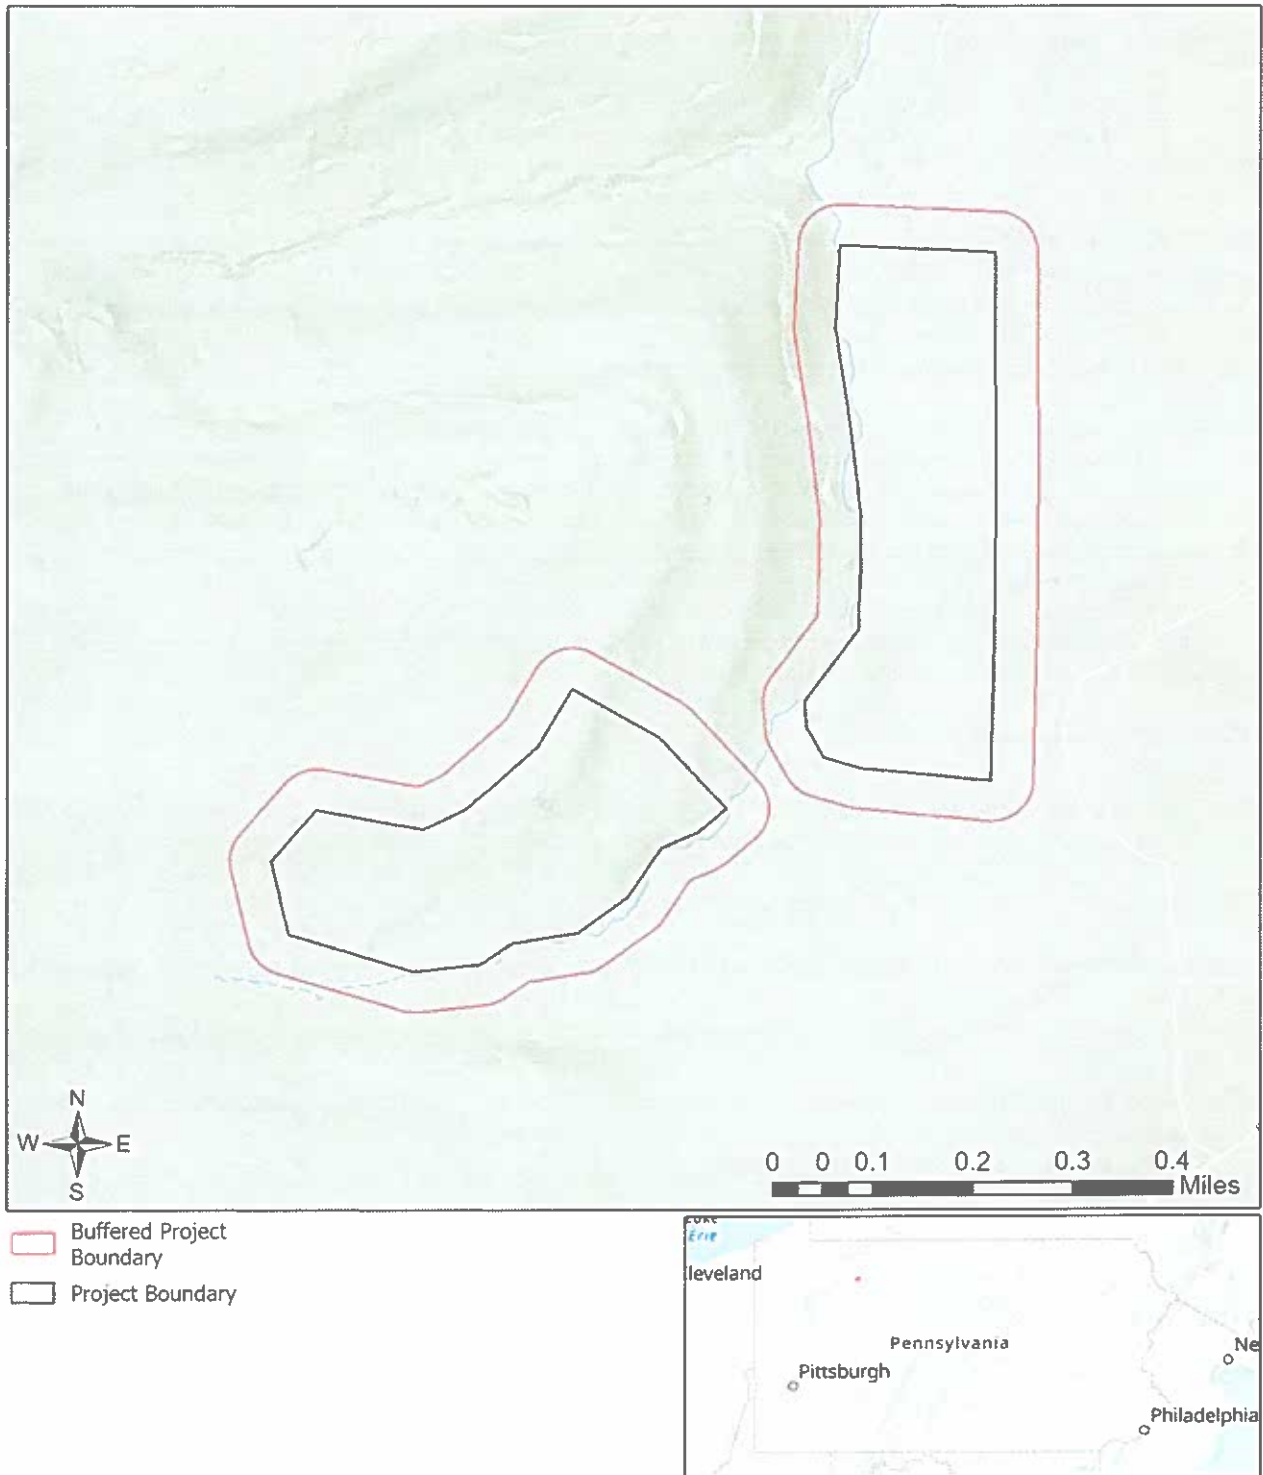 N
W E
S
0 0 0.1 0.2 0.3 0.4
Miles
Buffered Project
Boundary
Project Boundary
Erie
leveland
Pennsylvania
Ne
Pittsburgh
Philadelphia